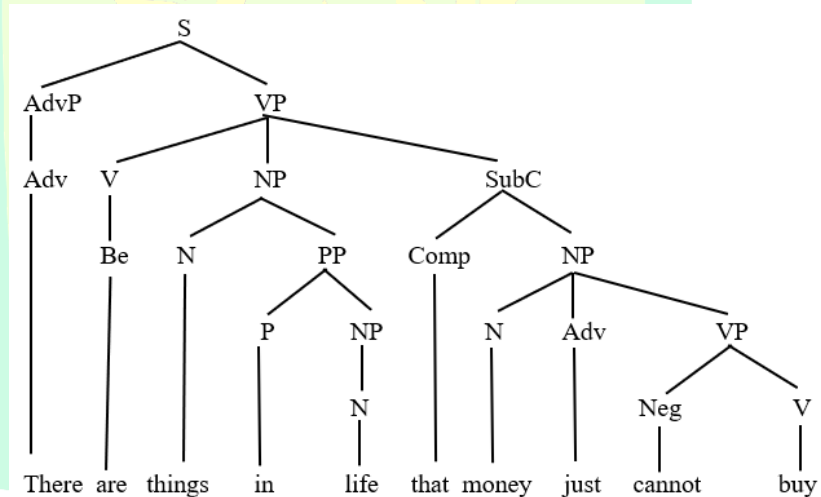 S
AdvP VP
Adv V NP SubC
Be N PP Comp NP
P NP N Adv VP
N Neg V
There are things in life that money just cannot buy